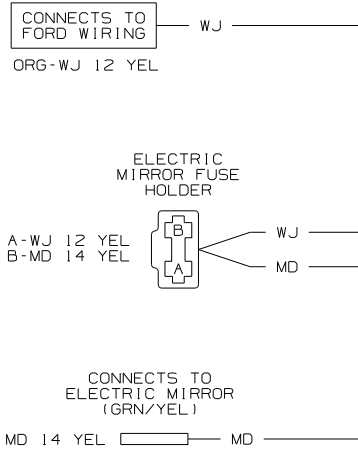 CONNECTS TO
FORD WIRING
WJ
ORG-WJ 12 YEL
ELECTRIC
MIRROR FUSE
HOLDER
B
A-WJ 12 YEL
WJ
B-MD 14 YEL
A
MD
CONNECTS TO
ELECTRIC MIRROR
(GRN/YEL)
MD 14 YEL
MD